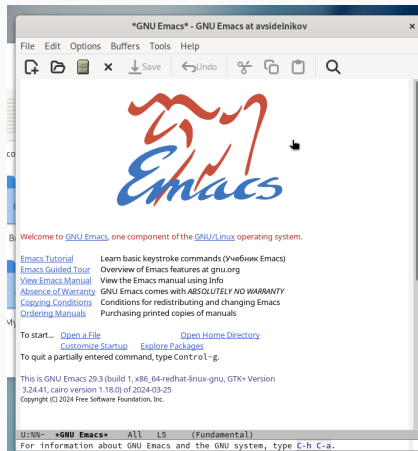 *GNU Emacs* - GNU Emacs at avsidelnikov ×
File Edit Options Buffers Tools Help
Save Undo
Emacs
Welcome to GNU Emacs, one component of the GNU/Linux operating system.
Emacs Tutorial Learn basic keystroke commands (Учебник Emacs)
Emacs Guided Tour Overview of Emacs features at gnu.org
View Emacs Manual View the Emacs manual using Info
Absence of Warranty GNU Emacs comes with ABSOLUTELY NO WARRANTY
Copying Conditions Conditions for redistributing and changing Emacs
Ordering Manuals Purchasing printed copies of manuals
To start... Open a File Open Home Directory
Customize Startup Explore Packages
To quit a partially entered command, type Control-g.
This is GNU Emacs 29.3 (build 1, x86_64-redhat-linux-gnu, GTK+ Version
3.24.41, cairo version 1.18.0) of 2024-03-25
Copyright (C) 2024 Free Software Foundation, Inc.
U:%%- *GNU Emacs* All L5 (Fundamental)
For information about GNU Emacs and the GNU system, type C-h C-a.